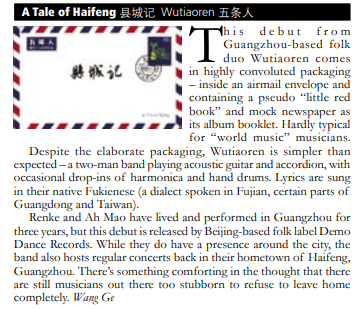 A Tale of Haifeng 县城记 Wutiaoren 五条人
五条人
县城记
This debut from
Guangzhou-based folk
duo Wutiaoren comes
in highly convoluted packaging
– inside an airmail envelope and
containing a pseudo “little red
book” and mock newspaper as
its album booklet. Hardly typical
for “world music” musicians.
Despite the elaborate packaging, Wutiaoren is simpler than
expected – a two-man band playing acoustic guitar and accordion, with
occasional drop-ins of harmonica and hand drums. Lyrics are sung
in their native Fukienese (a dialect spoken in Fujian, certain parts of
Guangdong and Taiwan).
Renke and Ah Mao have lived and performed in Guangzhou for
three years, but this debut is released by Beijing-based folk label Demo
Dance Records. While they do have a presence around the city, the
band also hosts regular concerts back in their hometown of Haifeng,
Guangzhou. There’s something comforting in the thought that there
are still musicians out there too stubborn to refuse to leave home
completely. Wang Ge